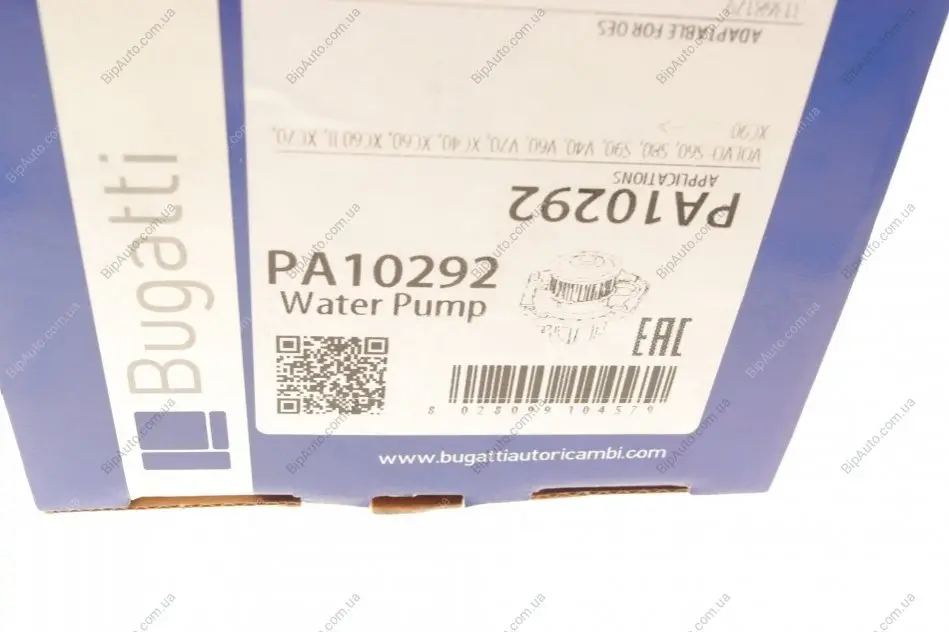 Bugatti
ADAPTABLE FOR OES
VOLVO: S60, S80, S90, V40, V60, V70, XC40, XC60, XC60 II, XC70,
XC90
APPLICATIONS
PA10292
PA10292
Water Pump
EAC
8 028099 104579
www.bugattiautoricambi.com
BipAuto.com.ua